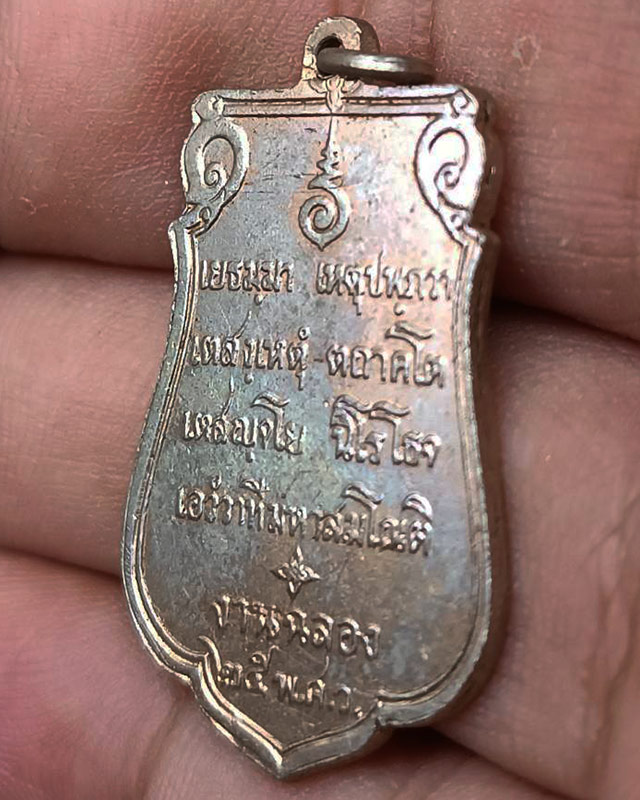 เยธมฺมา เหตุปพฺภวา
เตสํเหตุํ ตถาคโต
เตสญฺจโย นิโรโธจ
เอวํวาทีมหาสมโณติ
งานฉลอง
๒๕ พ.ศ.ว.